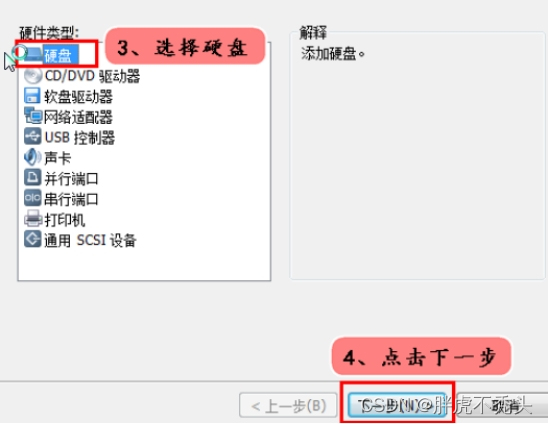 硬件类型:
3、选择硬盘
解释
硬盘
添加硬盘。
CD/DVD 驱动器
软盘驱动器
网络适配器
USB 控制器
声卡
并行端口
串行端口
打印机
通用 SCSI 设备
4、点击下一步
< 上一步(B)
下一步(N) >
取消
CSDN @胖虎不秃头